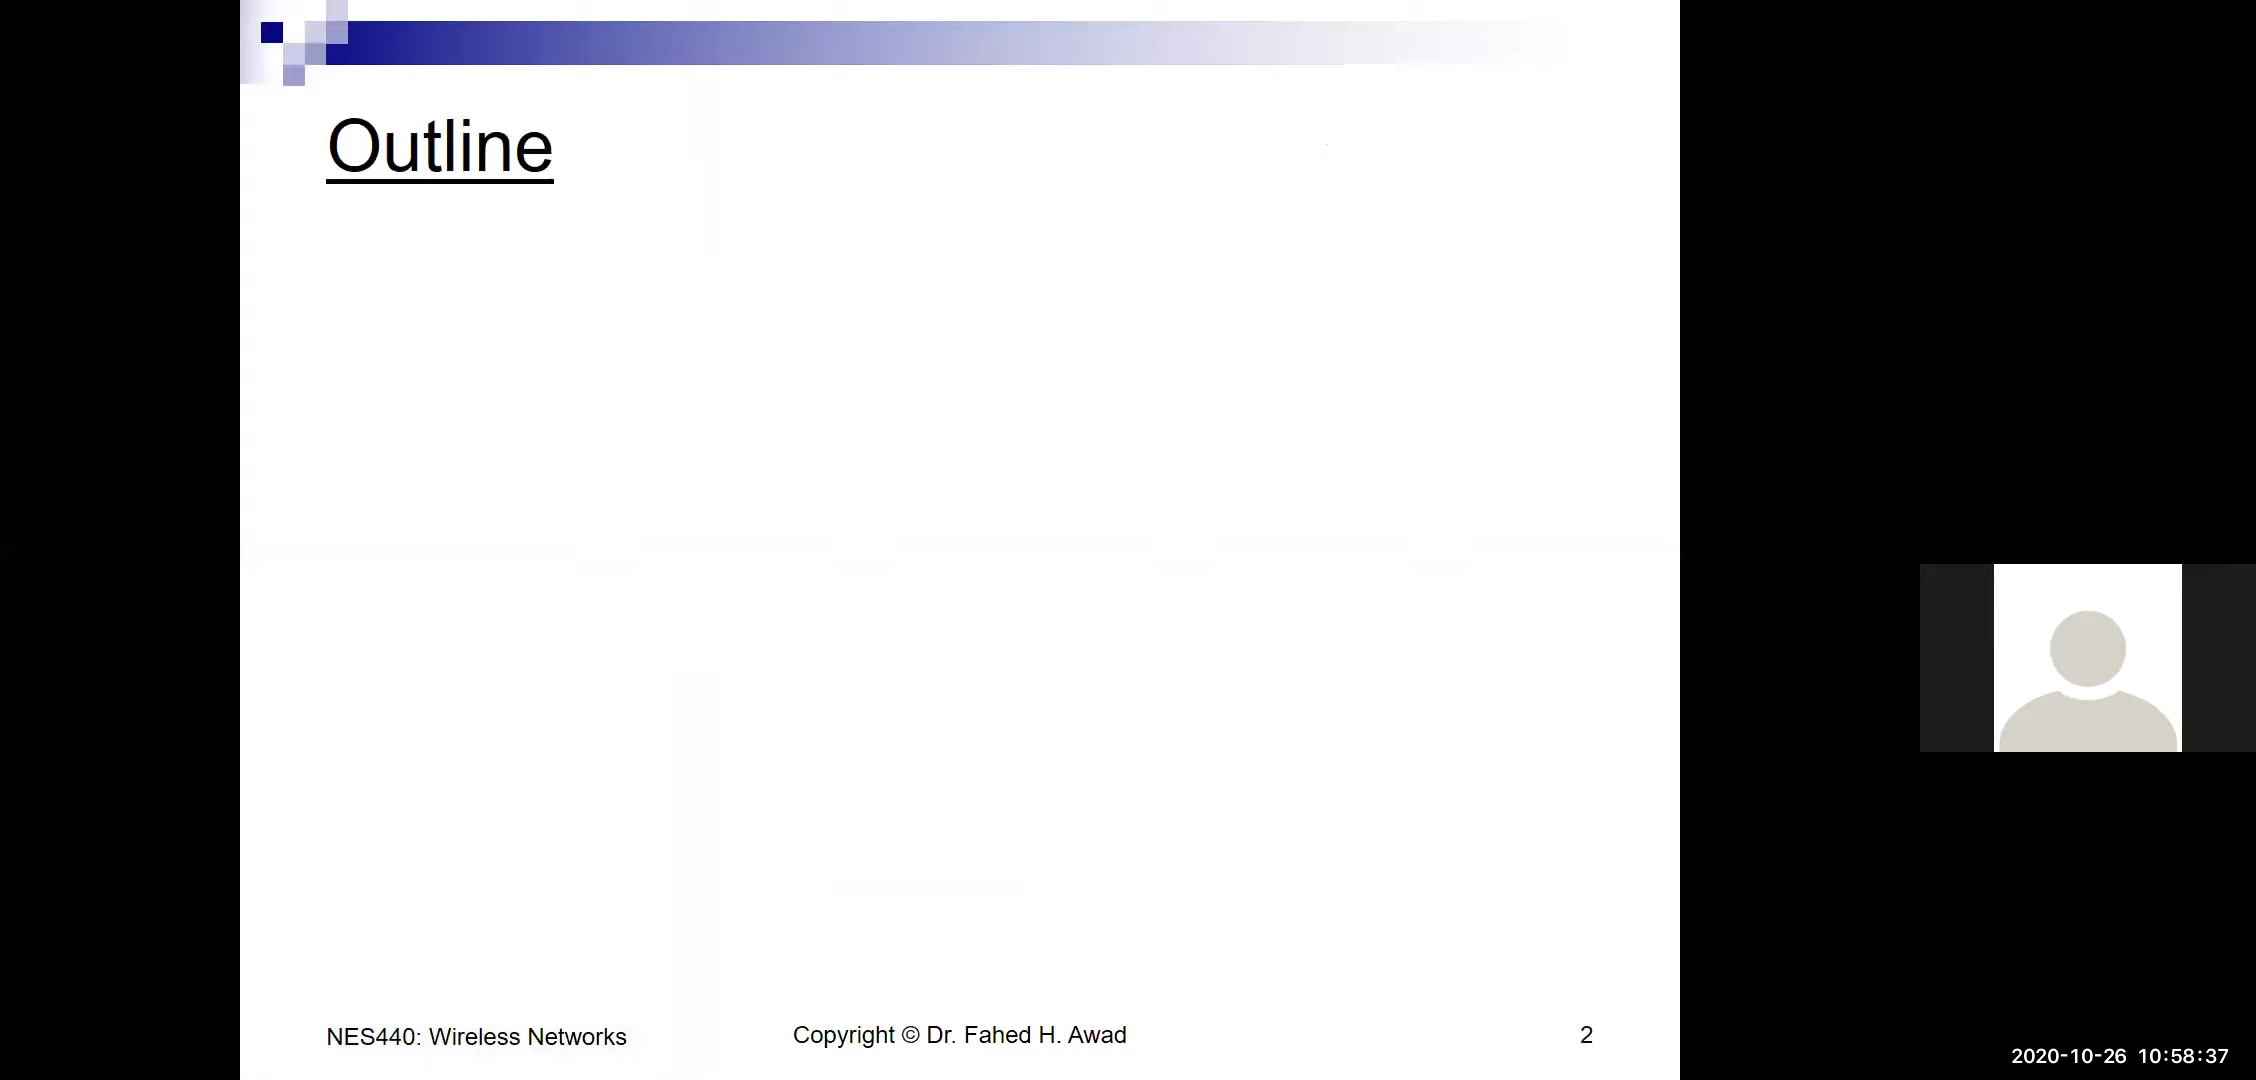 Outline
NES440: Wireless Networks
Copyright © Dr. Fahed H. Awad
2
2020-10-26 10:58:37